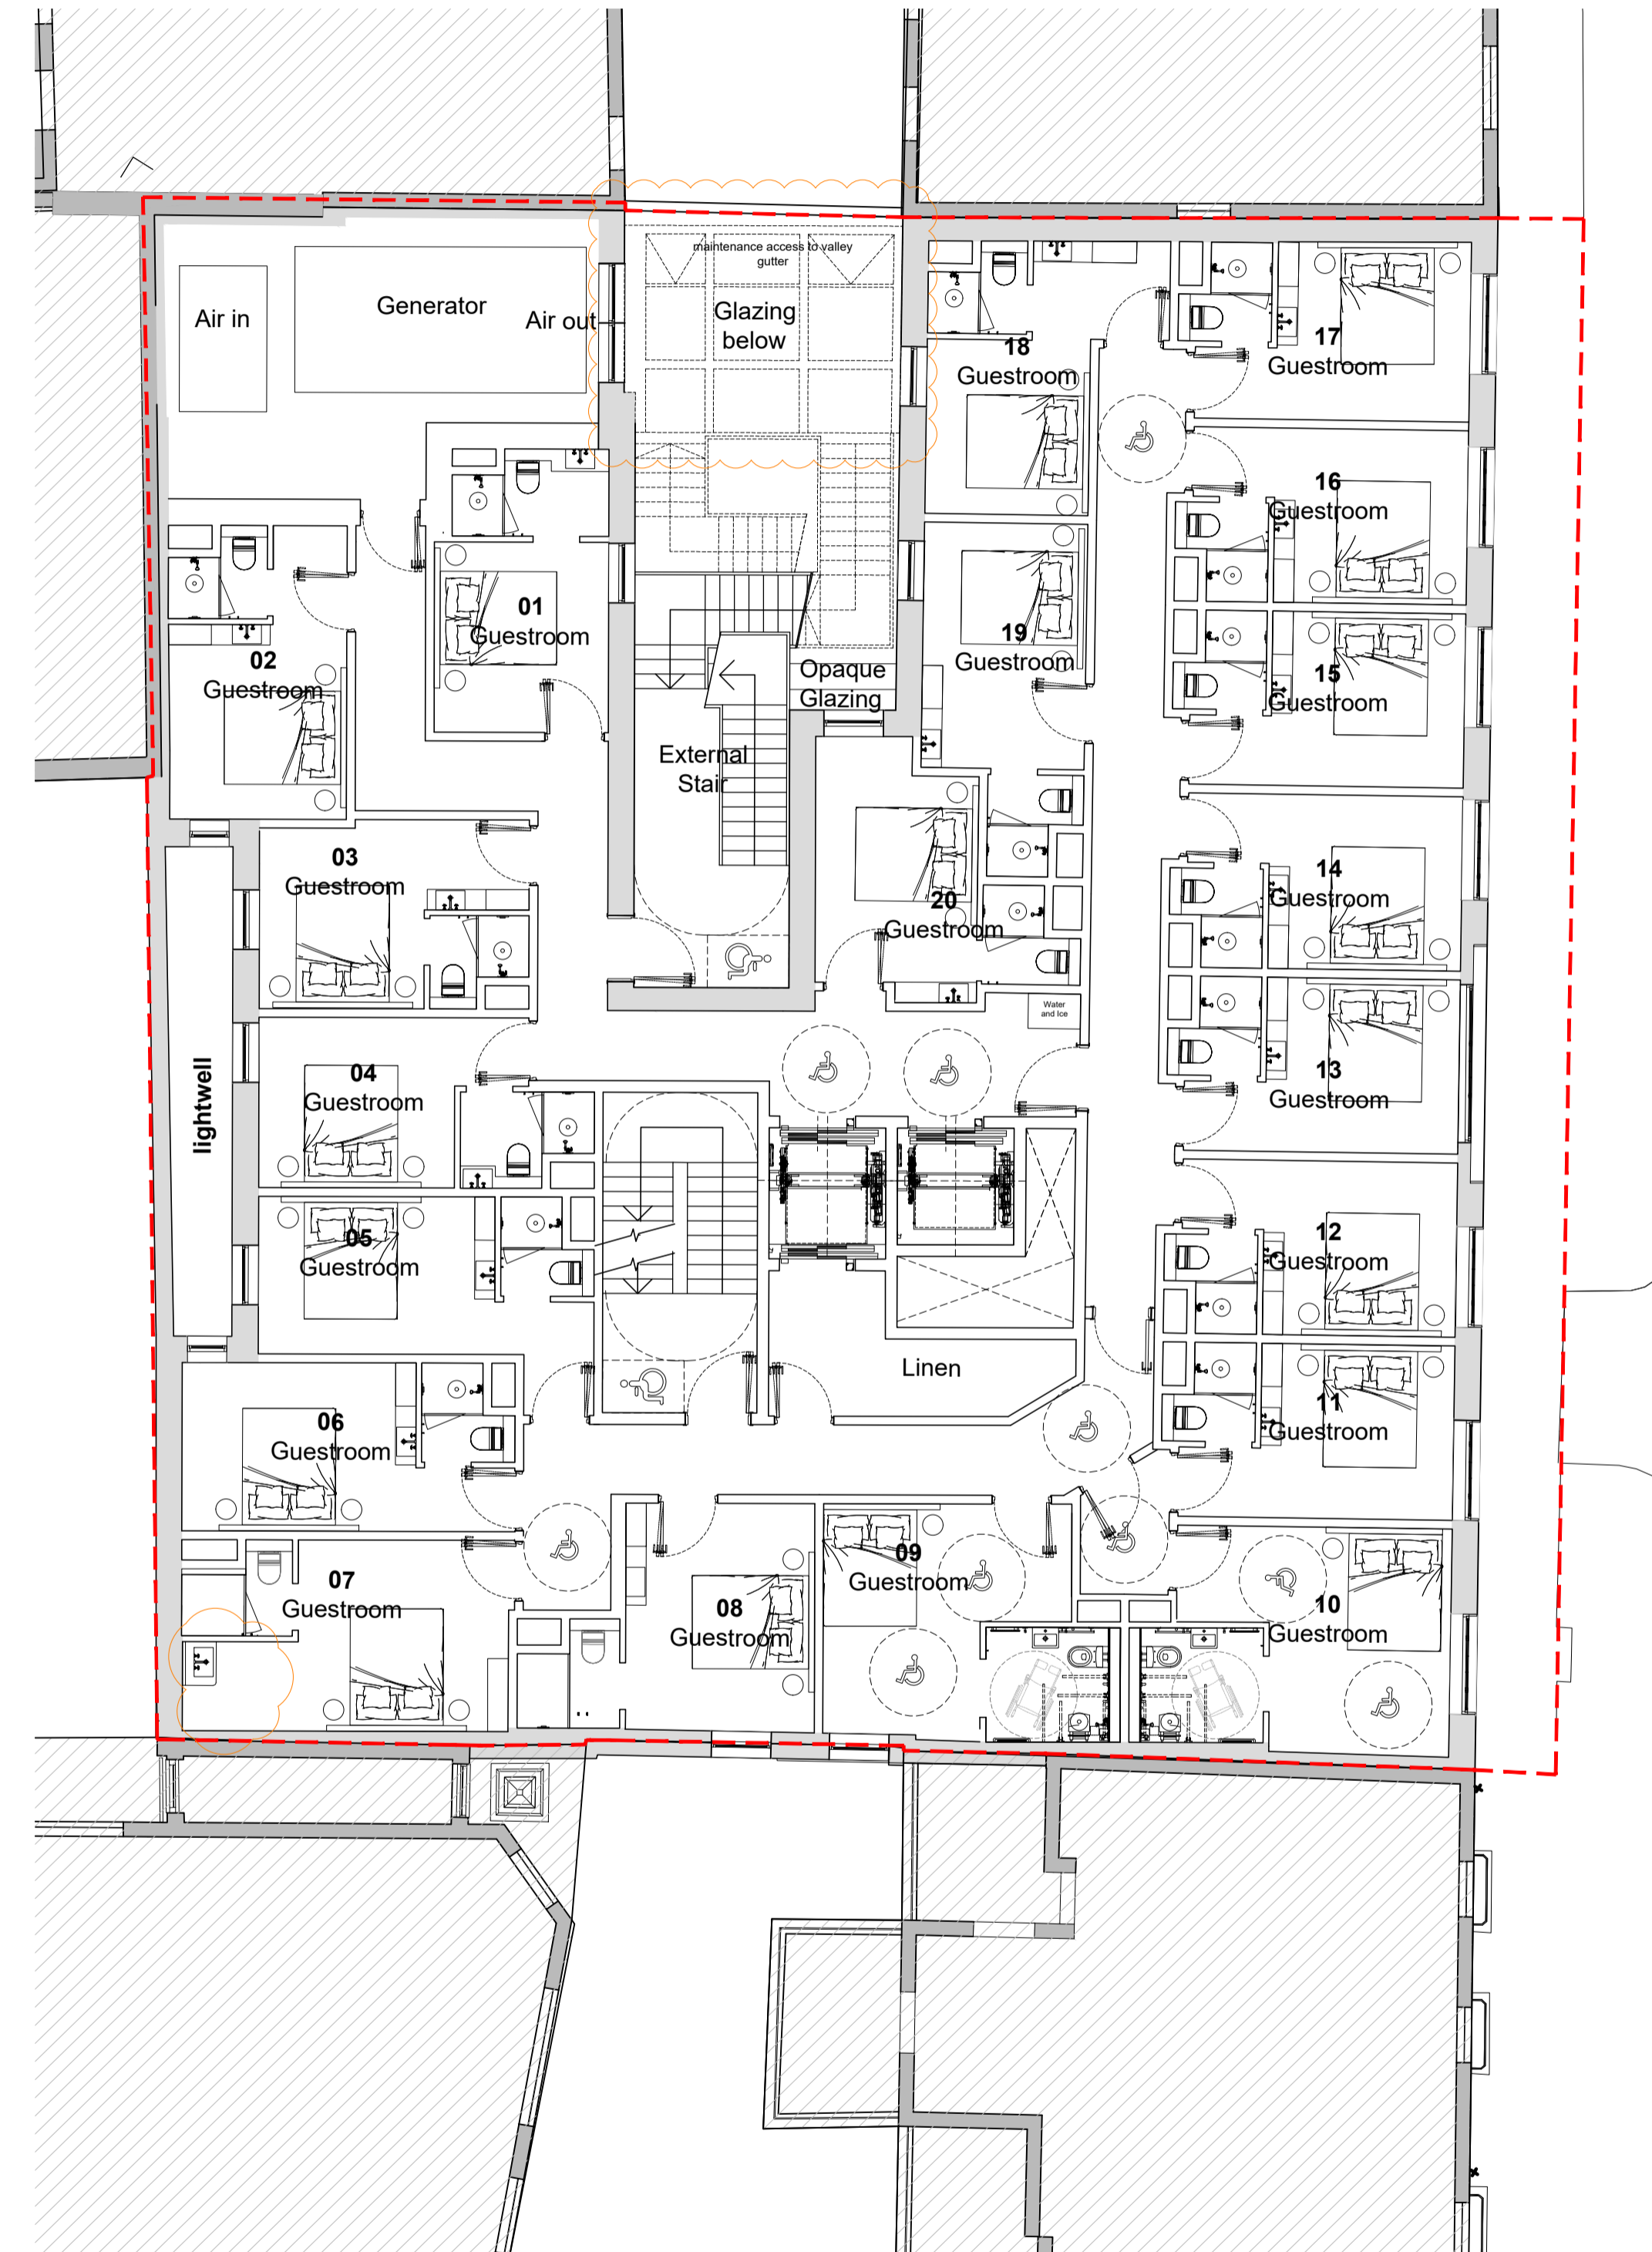 maintenance access to valley
gutter
Air in
Generator
Air out
Glazing
below
18
Guestroom
17
Guestroom
16
Guestroom
01
Guestroom
02
Guestroom
19
Guestroom
15
Guestroom
Opaque
Glazing
External
Stair
03
Guestroom
20
Guestroom
14
Guestroom
Water
and Ice
lightwell
04
Guestroom
13
Guestroom
05
Guestroom
12
Guestroom
Linen
06
Guestroom
11
Guestroom
07
Guestroom
08
Guestroom
09
Guestroom
10
Guestroom